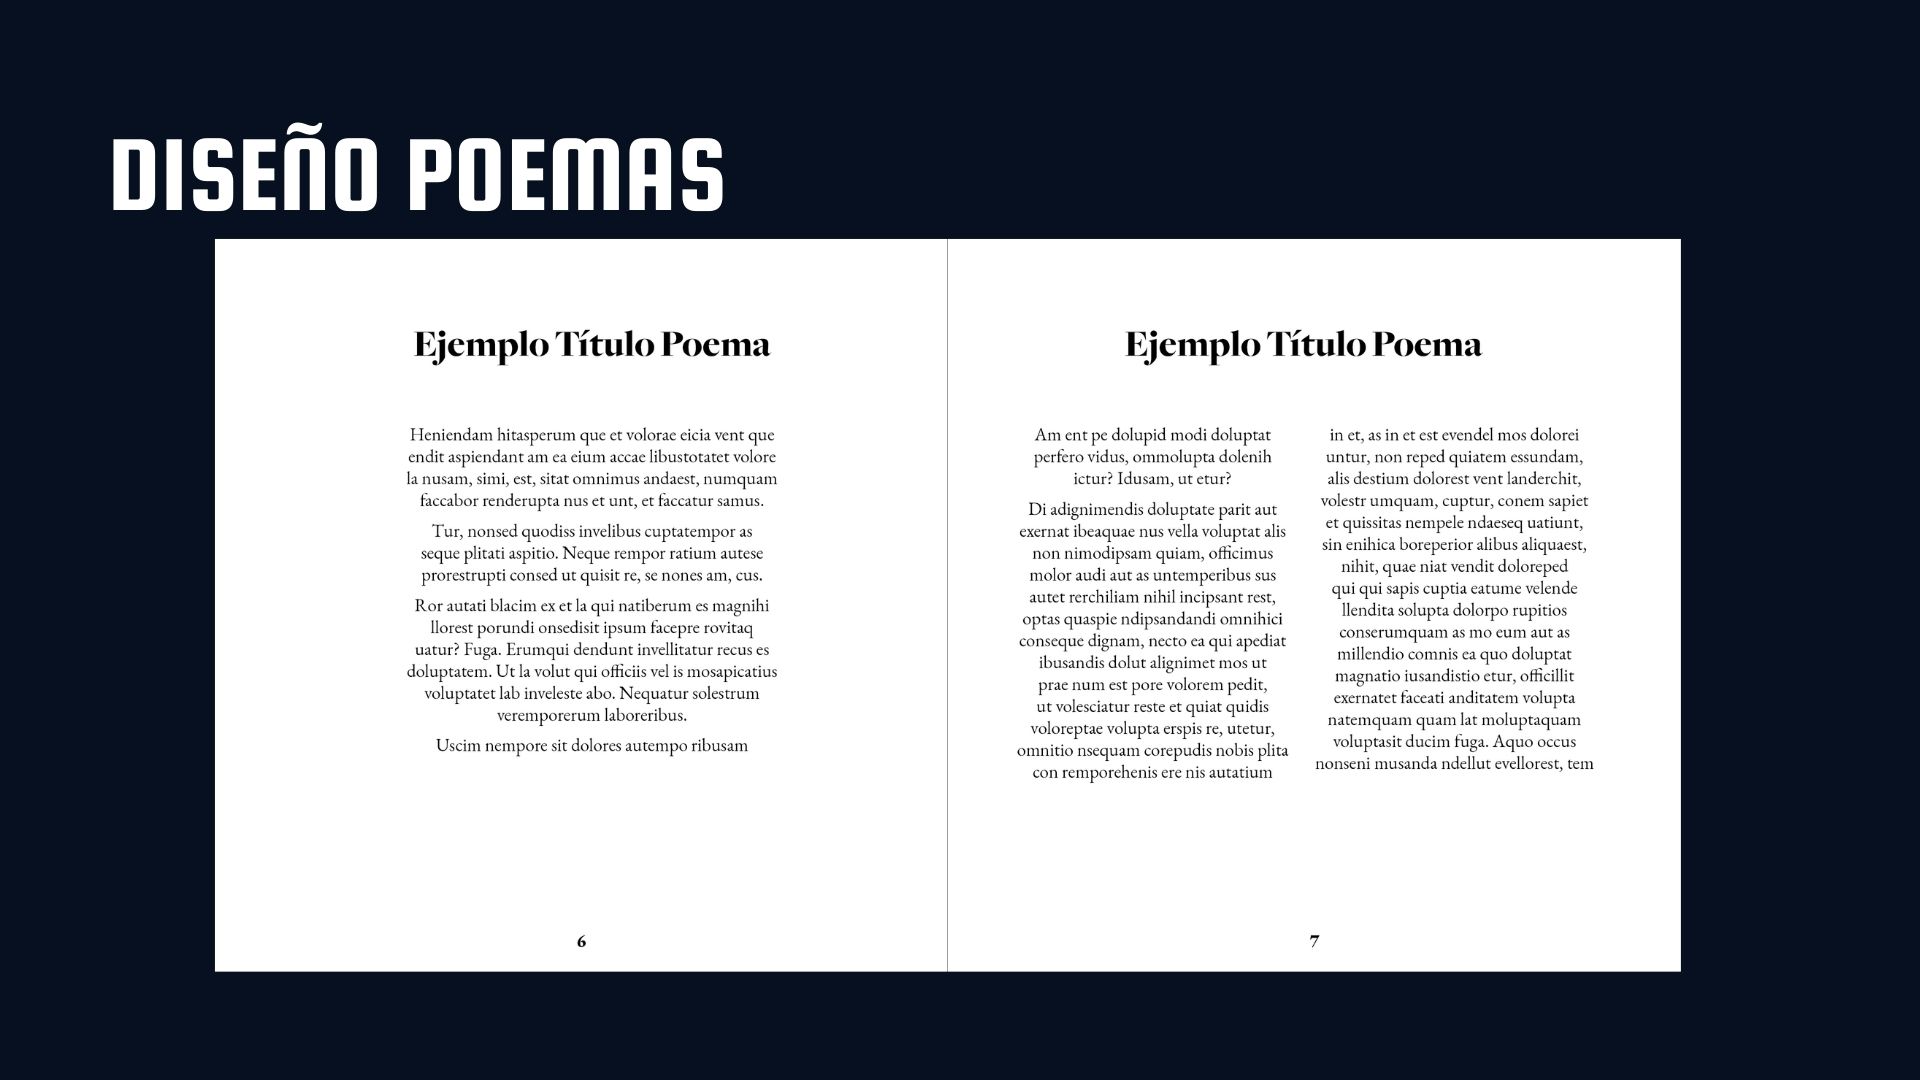 DISEÑO POEMAS
Ejemplo Título Poema
Heniendam hitasperum que et volorae eicia vent que
endit aspiendant am ea eium accae libustotatet volore
la nusam, simi, est, sitat omnimus andaest, numquam
faccabor renderupta nus et unt, et faccatur samus.
Tur, nonsed quodiss invelibus cuptatempor as
seque plitati aspitio. Neque rempor ratium autese
prorestrupti consed ut quisit re, se nones am, cus.
Ror autati blacim ex et la qui natiberum es magnihi
llorest porundi onsedisit ipsum facepre rovitaq
uatur? Fuga. Erumqui dendunt invellitatur recus es
doluptatem. Ut la volut qui officiis vel is mosapicatius
voluptatet lab inveleste abo. Nequatur solestrum
veremporerum laboreribus.
Uscim nempore sit dolores autempo ribusam
6
Ejemplo Título Poema
Am ent pe dolupid modi doluptat
perfero vidus, ommolupta dolenih
ictur? Idusam, ut etur?
Di adignimendis doluptate parit aut
exernat ibeaquae nus vella voluptat alis
non nimodipsam quiam, officimus
molor audi aut as untemperibus sus
autet rerchiliam nihil incipsant rest,
optas quaspie ndipsandandi omnihici
conseque dignam, necto ea qui apediat
ibusandis dolut alignimet mos ut
prae num est pore volorem pedit,
ut volesciatur reste et quiat quidis
voloreptae volupta erspis re, utetur,
omnitio nsequam corepudis nobis plita
con remporehenis ere nis autatium
in et, as in et est evendel mos dolorei
untur, non reped quiatem essundam,
alis destium dolorest vent landerchit,
volestr umquam, cuptur, conem sapiet
et quissitas nempele ndaeseq uatiunt,
sin enihica boreperior alibus aliquaest,
nihit, quae niat vendit doloreped
qui qui sapis cuptia eatume velende
llendita solupta dolorpo rupitios
conserumquam as mo eum aut as
millendio comnis ea quo doluptat
magnatio iusandistio etur, officillit
exernatet faceati anditatem volupta
natemquam quam lat moluptaquam
voluptasit ducim fuga. Aquo occus
nonseni musanda ndellut evellorest, tem
7